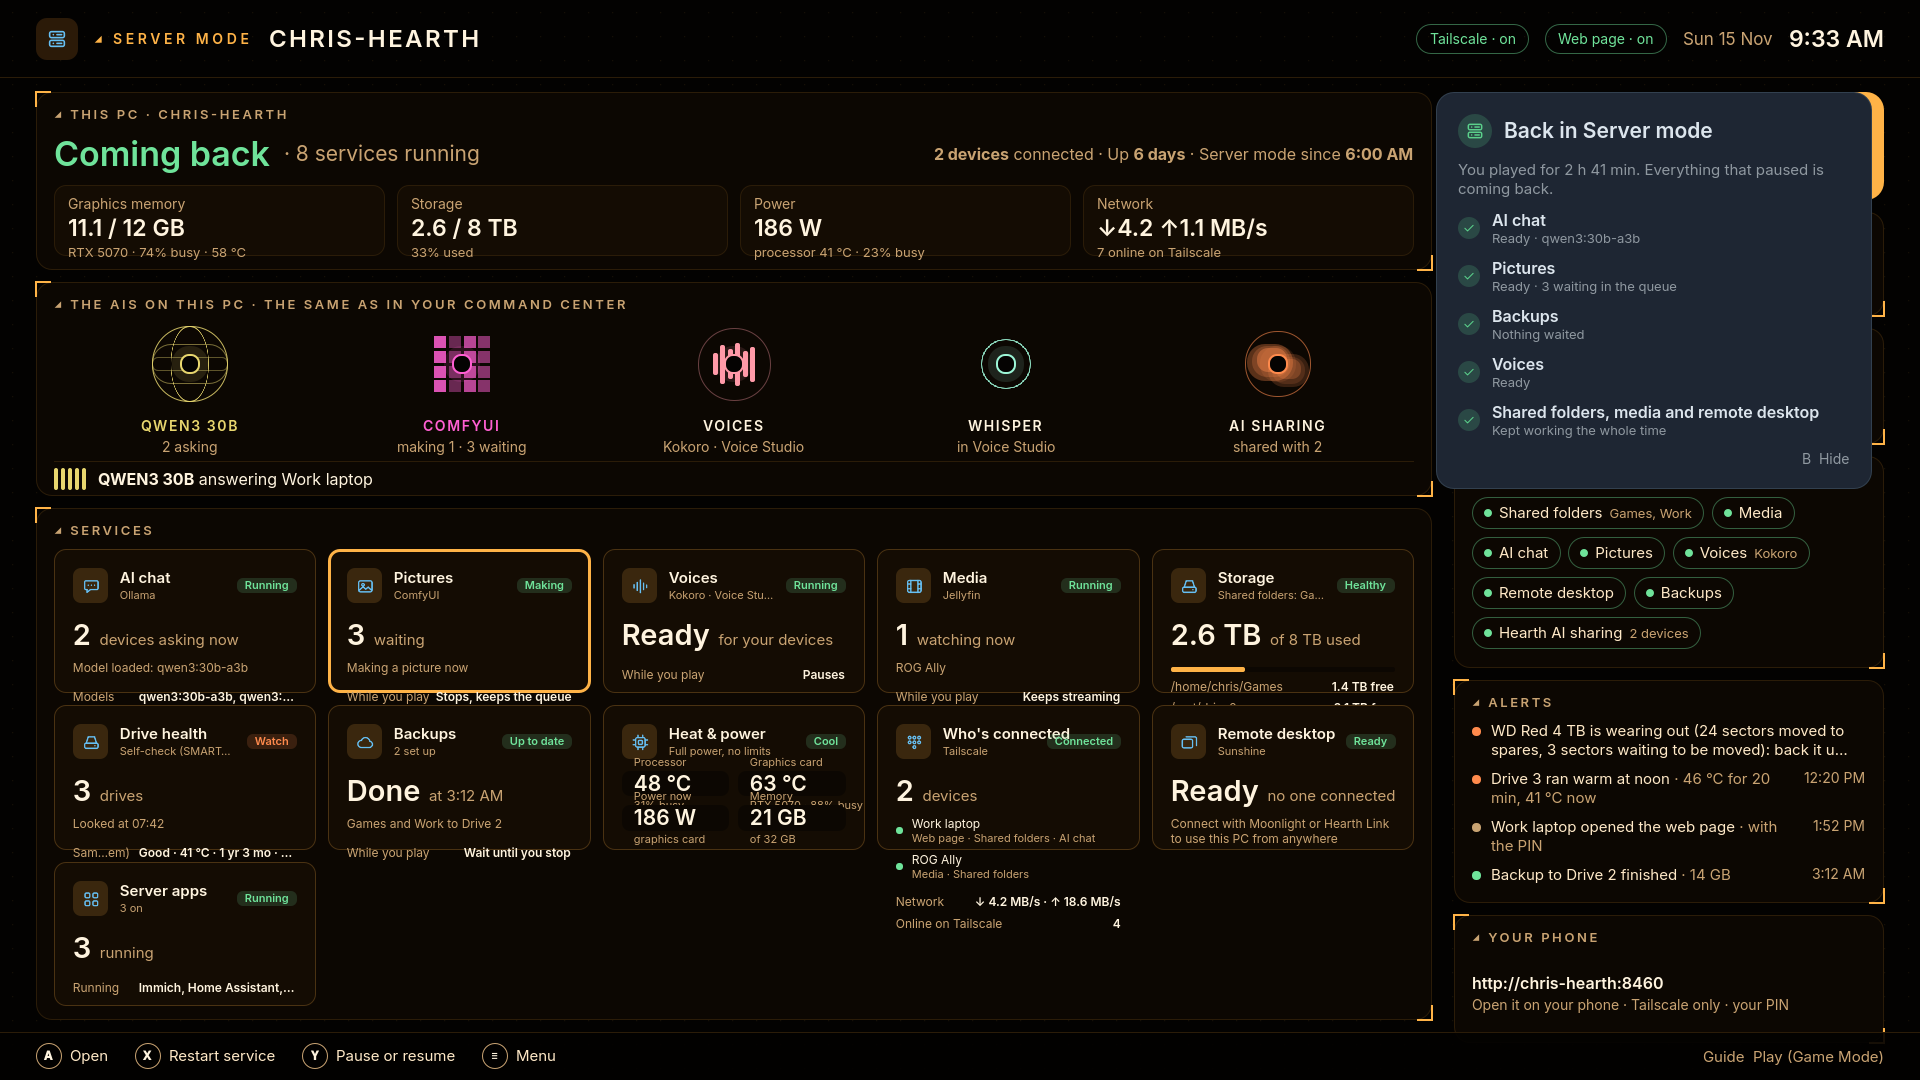 SERVER MODE CHRIS-HEARTH
Tailscale · on
Web page · on
Sun 15 Nov 9:33 AM
THIS PC · CHRIS-HEARTH
Coming back · 8 services running
2 devices connected · Up 6 days · Server mode since 6:00 AM
Graphics memory
11.1 / 12 GB
RTX 5070 · 74% busy · 58 °C
Storage
2.6 / 8 TB
33% used
Power
186 W
processor 41 °C · 23% busy
Network
↓4.2 ↑1.1 MB/s
7 online on Tailscale
THE AIS ON THIS PC · THE SAME AS IN YOUR COMMAND CENTER
QWEN3 30B
2 asking
COMFYUI
making 1 · 3 waiting
VOICES
Kokoro · Voice Studio
WHISPER
in Voice Studio
AI SHARING
shared with 2
QWEN3 30B answering Work laptop
SERVICES
AI chat
Ollama
Running
2 devices asking now
Model loaded: qwen3:30b-a3b
Models qwen3:30b-a3b, qwen3:...
Pictures
ComfyUI
Making
3 waiting
Making a picture now
While you play Stops, keeps the queue
Voices
Kokoro · Voice Stu...
Running
Ready for your devices
While you play Pauses
Media
Jellyfin
Running
1 watching now
ROG Ally
While you play Keeps streaming
Storage
Shared folders: Ga...
Healthy
2.6 TB of 8 TB used
/home/chris/Games 1.4 TB free
Drive health
Self-check (SMART...
Watch
3 drives
Looked at 07:42
Sam...em) Good · 41 °C · 1 yr 3 mo · ...
Backups
2 set up
Up to date
Done at 3:12 AM
Games and Work to Drive 2
While you play Wait until you stop
Heat & power
Full power, no limits
Cool
Processor
48 °C
Graphics card
63 °C
Power now
186 W
graphics card
Memory
RTX 5070 · 88% busy
21 GB
of 32 GB
Who's connected
Tailscale
Connected
2 devices
Work laptop
Web page · Shared folders · AI chat
ROG Ally
Media · Shared folders
Network ↓ 4.2 MB/s · ↑ 18.6 MB/s
Online on Tailscale 4
Remote desktop
Sunshine
Ready
Ready no one connected
Connect with Moonlight or Hearth Link
to use this PC from anywhere
Server apps
3 on
Running
3 running
Running Immich, Home Assistant,...
Back in Server mode
You played for 2 h 41 min. Everything that paused is
coming back.
AI chat
Ready · qwen3:30b-a3b
Pictures
Ready · 3 waiting in the queue
Backups
Nothing waited
Voices
Ready
Shared folders, media and remote desktop
Kept working the whole time
B Hide
Shared folders Games, Work
Media
AI chat
Pictures
Voices Kokoro
Remote desktop
Backups
Hearth AI sharing 2 devices
ALERTS
WD Red 4 TB is wearing out (24 sectors moved to
spares, 3 sectors waiting to be moved): back it u...
Drive 3 ran warm at noon · 46 °C for 20 12:20 PM
min, 41 °C now
Work laptop opened the web page · with 1:52 PM
the PIN
Backup to Drive 2 finished · 14 GB 3:12 AM
YOUR PHONE
http://chris-hearth:8460
Open it on your phone · Tailscale only · your PIN
A Open
X Restart service
Y Pause or resume
≡ Menu
Guide Play (Game Mode)